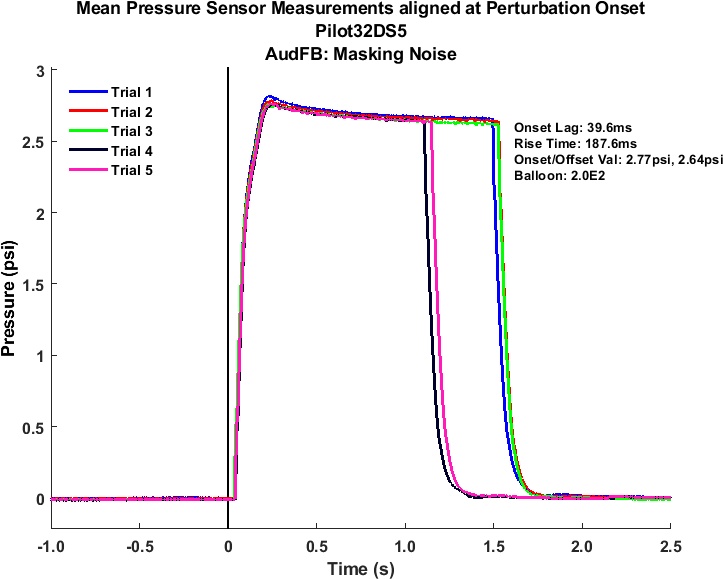 Mean Pressure Sensor Measurements aligned at Perturbation Onset
Pilot32DS5
AudFB: Masking Noise
Trial 1
Trial 2
Trial 3
Trial 4
Trial 5
Onset Lag: 39.6ms
Rise Time: 187.6ms
Onset/Offset Val: 2.77psi, 2.64psi
Balloon: 2.0E2
Pressure (psi)
3
2.5
2
1.5
1
0.5
0
-1.0 -0.5 0 0.5 1.0 1.5 2.0 2.5
Time (s)